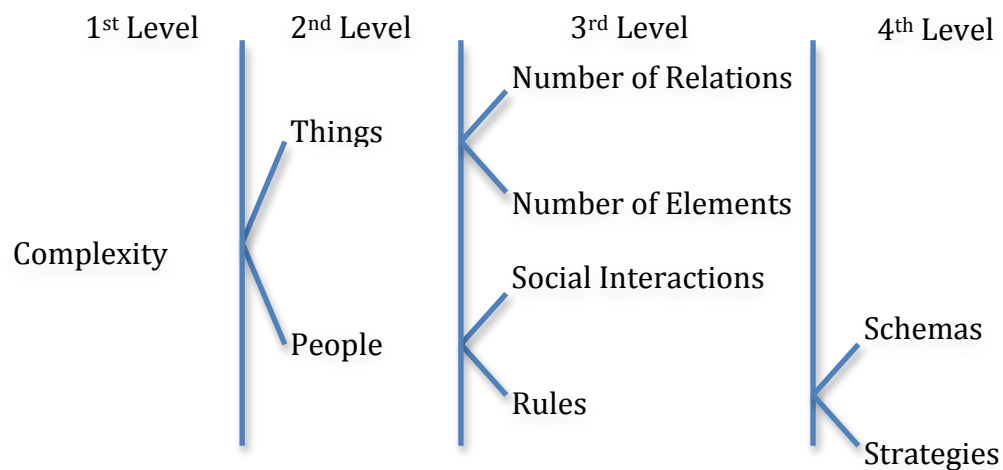 1st Level
2nd Level
3rd Level
4th Level
Number of Relations
Things
Number of Elements
Complexity
Social Interactions
People
Schemas
Rules
Strategies